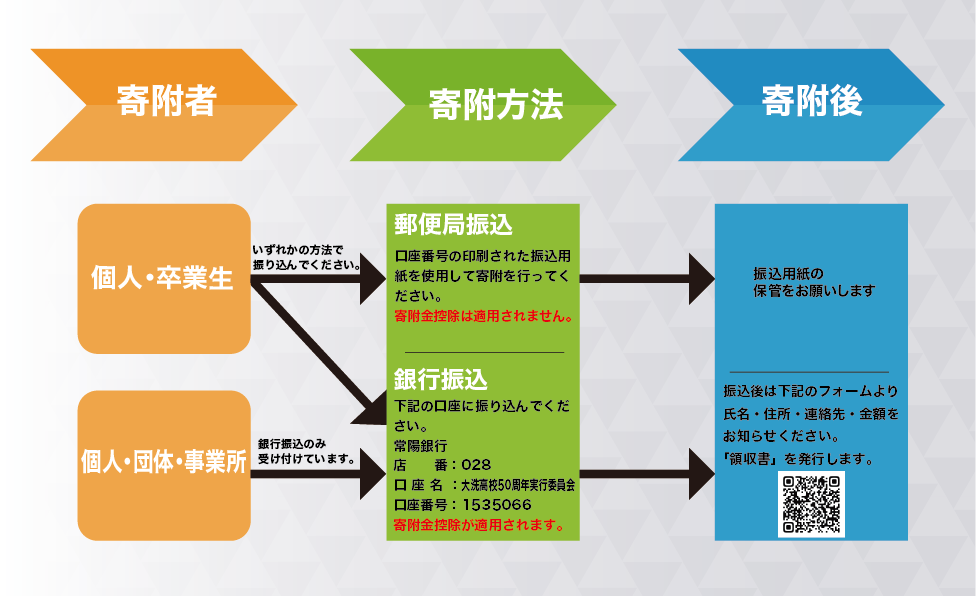 寄附者
寄附方法
寄附後
個人・卒業生
いずれかの方法で
振り込んでください。
郵便局振込
口座番号の印刷された振込用
紙を使用して寄附を行ってく
ださい。
寄附金控除は適用されません。
振込用紙の
保管をお願いします
個人・団体・事業所
銀行振込のみ
受け付けています。
銀行振込
下記の口座に振り込んでくだ
さい。
常陽銀行
店　　番：028
口 座 名 ：大洗高校50周年実行委員会
口座番号：1535066
寄附金控除が適用されます。
振込後は下記のフォームより
氏名・住所・連絡先・金額を
お知らせください。
「領収書」を発行します。